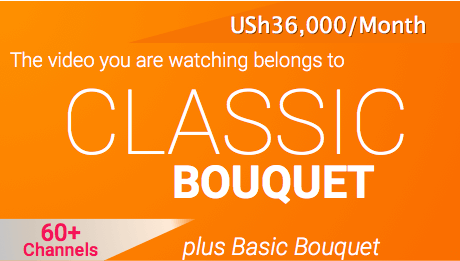 USh36,000/Month
The video you are watching belongs to
CLASSIC
BOUQUET
60+
Channels
plus Basic Bouquet